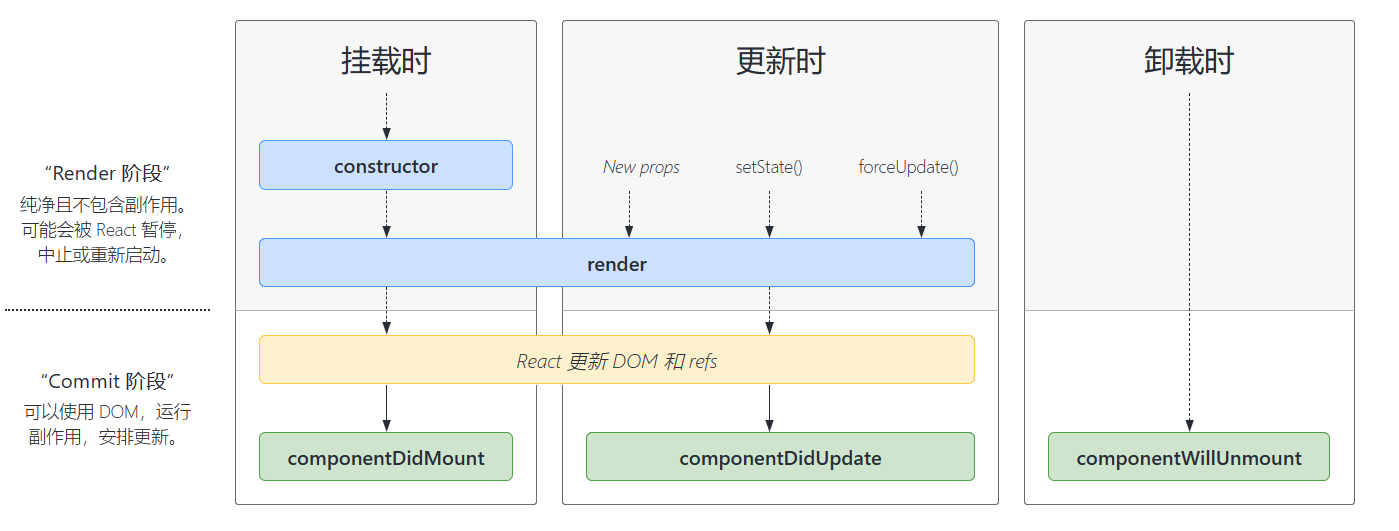 挂载时
更新时
卸载时
“Render 阶段”
纯净且不包含副作用。
可能会被 React 暂停，
中止或重新启动。
constructor
New props
setState()
forceUpdate()
render
“Commit 阶段”
可以使用 DOM，运行
副作用，安排更新。
React 更新 DOM 和 refs
componentDidMount
componentDidUpdate
componentWillUnmount